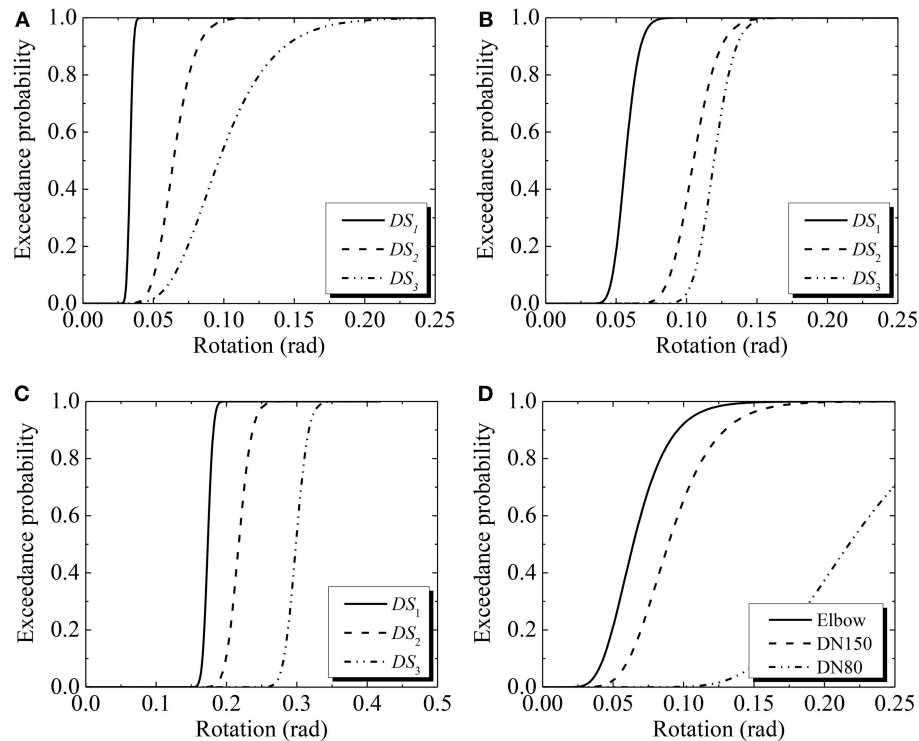 A
Exceedance probability
1.0
0.8
0.6
0.4
0.2
0.0
0.00 0.05 0.10 0.15 0.20 0.25
Rotation (rad)
DS1
DS2
DS3
B
Exceedance probability
1.0
0.8
0.6
0.4
0.2
0.0
0.00 0.05 0.10 0.15 0.20 0.25
Rotation (rad)
DS1
DS2
DS3
C
Exceedance probability
1.0
0.8
0.6
0.4
0.2
0.0
0.0 0.1 0.2 0.3 0.4 0.5
Rotation (rad)
DS1
DS2
DS3
D
Exceedance probability
1.0
0.8
0.6
0.4
0.2
0.0
0.00 0.05 0.10 0.15 0.20 0.25
Rotation (rad)
Elbow
DN150
DN80